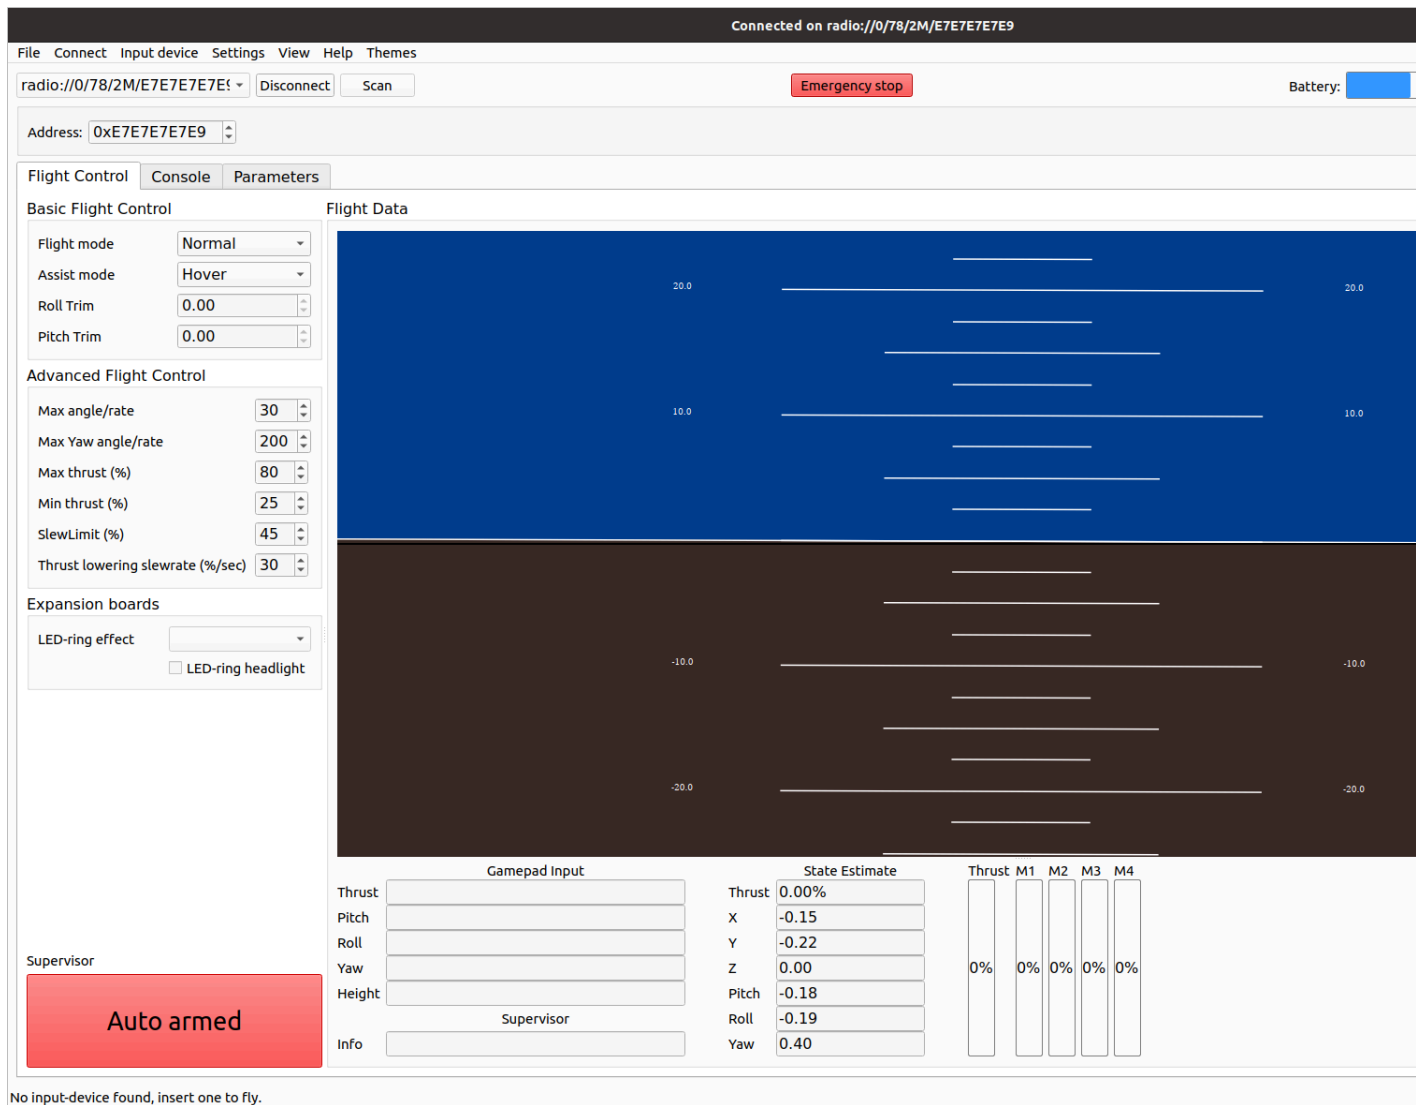 Connected on radio://0/78/2M/E7E7E7E7E9
File Connect Input device Settings View Help Themes
radio://0/78/2M/E7E7E7E7E9 Disconnect Scan Emergency stop Battery:
Address: 0xE7E7E7E7E9
Flight Control Console Parameters
Basic Flight Control
Flight mode Normal
Assist mode Hover
Roll Trim 0.00
Pitch Trim 0.00
Advanced Flight Control
Max angle/rate 30
Max Yaw angle/rate 200
Max thrust (%) 80
Min thrust (%) 25
SlewLimit (%) 45
Thrust lowering slewrate (%/sec) 30
Expansion boards
LED-ring effect
LED-ring headlight
Supervisor
Auto armed
Flight Data
20.0 20.0
10.0 10.0
-10.0 -10.0
-20.0 -20.0
Gamepad Input
Thrust
Pitch
Roll
Yaw
Height
Supervisor
Info
State Estimate
Thrust 0.00%
X -0.15
Y -0.22
Z 0.00
Pitch -0.18
Roll -0.19
Yaw 0.40
Thrust M1 M2 M3 M4
0% 0% 0% 0% 0%
No input-device found, insert one to fly.